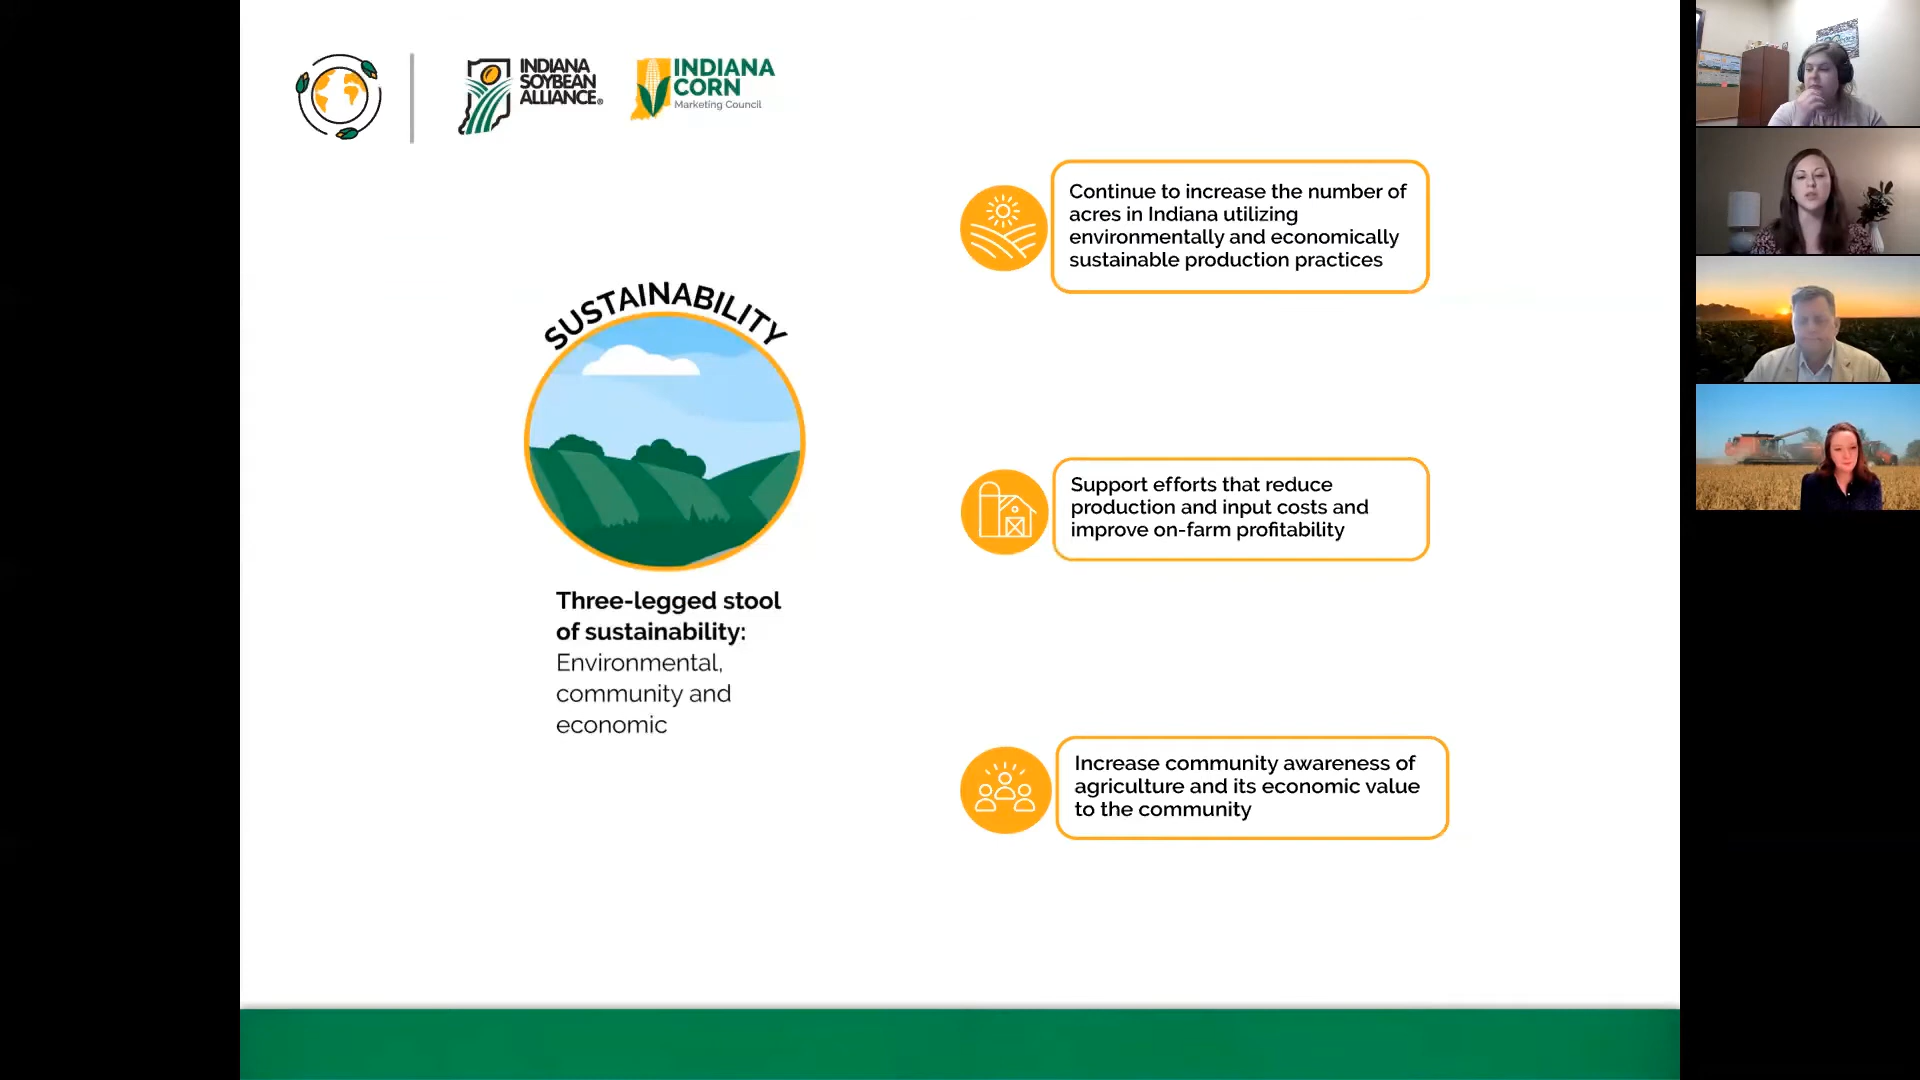 INDIANA
SOYBEAN
ALLIANCE®
INDIANA
CORN
Marketing Council
SUSTAINABILITY
Three-legged stool
of sustainability:
Environmental,
community and
economic
Continue to increase the number of
acres in Indiana utilizing
environmentally and economically
sustainable production practices
Support efforts that reduce
production and input costs and
improve on-farm profitability
Increase community awareness of
agriculture and its economic value
to the community